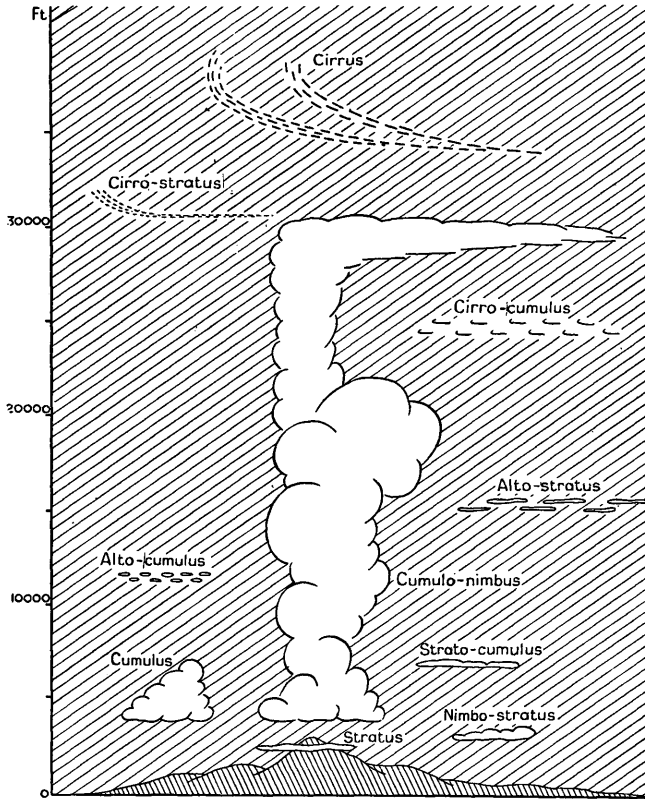 Ft
Cirrus
Cirro-stratus
30000
Cirro-cumulus
20000
Alto-stratus
Alto-cumulus
Cumulo-nimbus
10000
Strato-cumulus
Cumulus
Nimbo-stratus
Stratus
0